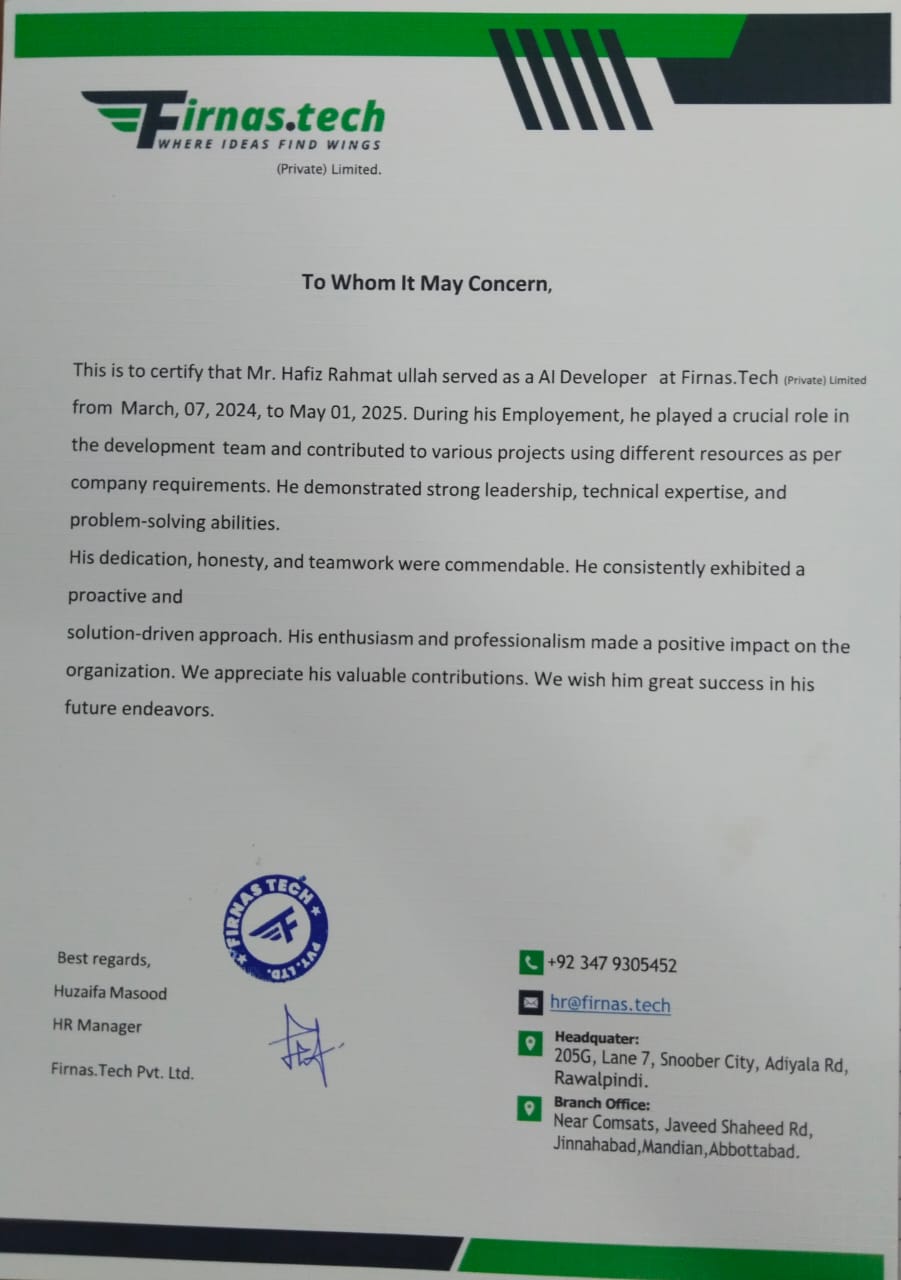 Firnas.tech
WHERE IDEAS FIND WINGS
(Private) Limited.
To Whom It May Concern,
This is to certify that Mr. Hafiz Rahmat ullah served as a AI Developer at Firnas.Tech (Private) Limited
from March, 07, 2024, to May 01, 2025. During his Employement, he played a crucial role in
the development team and contributed to various projects using different resources as per
company requirements. He demonstrated strong leadership, technical expertise, and
problem-solving abilities.
His dedication, honesty, and teamwork were commendable. He consistently exhibited a
proactive and
solution-driven approach. His enthusiasm and professionalism made a positive impact on the
organization. We appreciate his valuable contributions. We wish him great success in his
future endeavors.
FIRNAS TECH
PVT. LTD.
Best regards,
Huzaifa Masood
HR Manager
Firnas.Tech Pvt. Ltd.
+92 347 9305452
hr@firnas.tech
Headquater:
205G, Lane 7, Snoober City, Adiyala Rd,
Rawalpindi.
Branch Office:
Near Comsats, Javeed Shaheed Rd,
Jinnahabad,Mandian,Abbottabad.